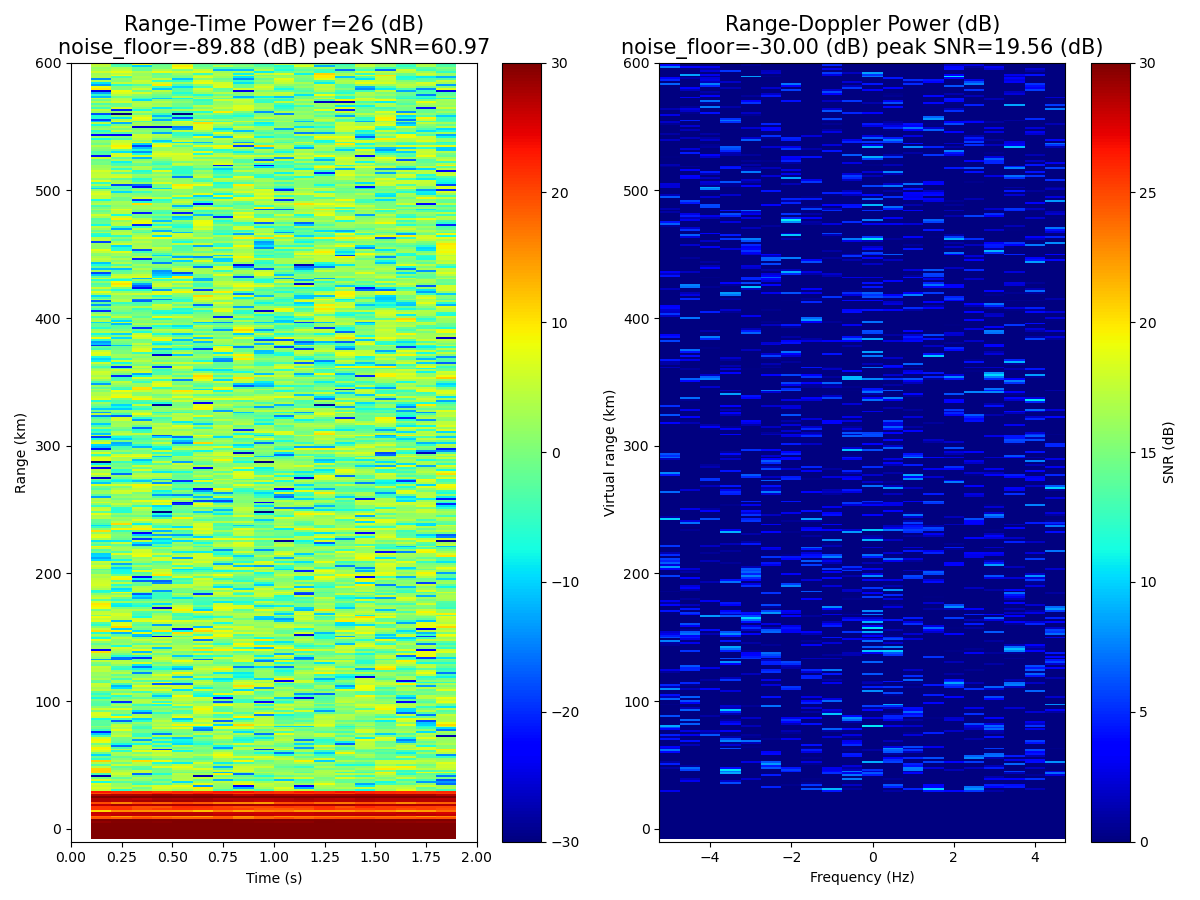 Range-Time Power f=26 (dB)
noise_floor=-89.88 (dB) peak SNR=60.97
600
500
400
300
200
100
0
Range (km)
0.00 0.25 0.50 0.75 1.00 1.25 1.50 1.75 2.00
Time (s)
30
20
10
0
−10
−20
−30
Range-Doppler Power (dB)
noise_floor=-30.00 (dB) peak SNR=19.56 (dB)
600
500
400
300
200
100
0
Virtual range (km)
−4 −2 0 2 4
Frequency (Hz)
30
25
20
15
10
5
0
SNR (dB)